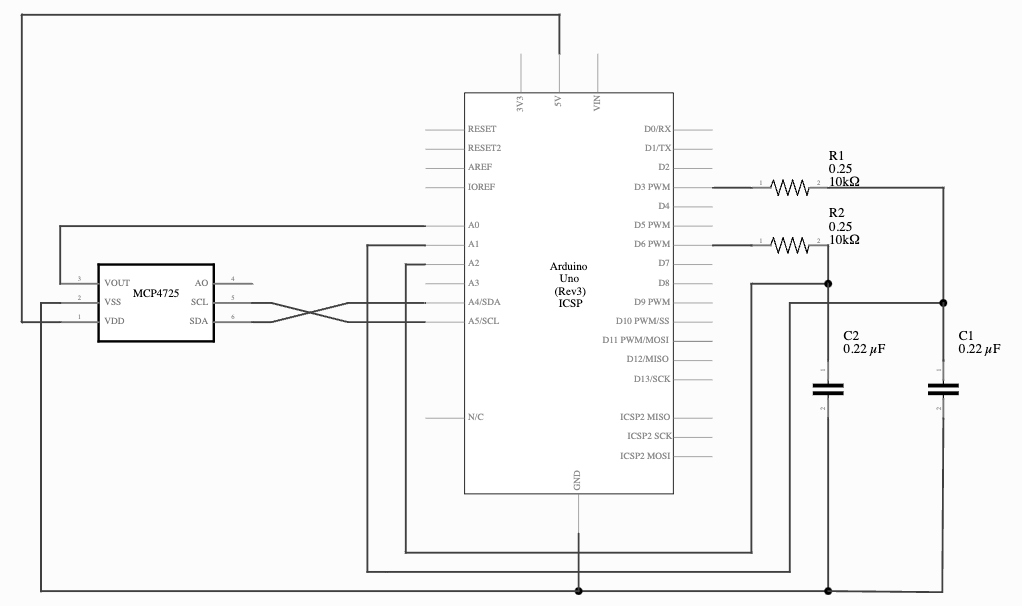 3V3
5V
VIN
RESET
RESET2
AREF
IOREF
A0
A1
A2
A3
A4/SDA
A5/SCL
N/C
Arduino
Uno
(Rev3)
ICSP
D0/RX
D1/TX
D2
D3 PWM
D4
D5 PWM
D6 PWM
D7
D8
D9 PWM
D10 PWM/SS
D11 PWM/MOSI
D12/MISO
D13/SCK
ICSP2 MISO
ICSP2 SCK
ICSP2 MOSI
GND
3 VOUT
2 VSS
1 VDD
MCP4725
AO 4
SCL 5
SDA 6
R1
0.25
10kΩ
1 2
R2
0.25
10kΩ
1 2
C2
0.22 µF
1
2
C1
0.22 µF
1
2